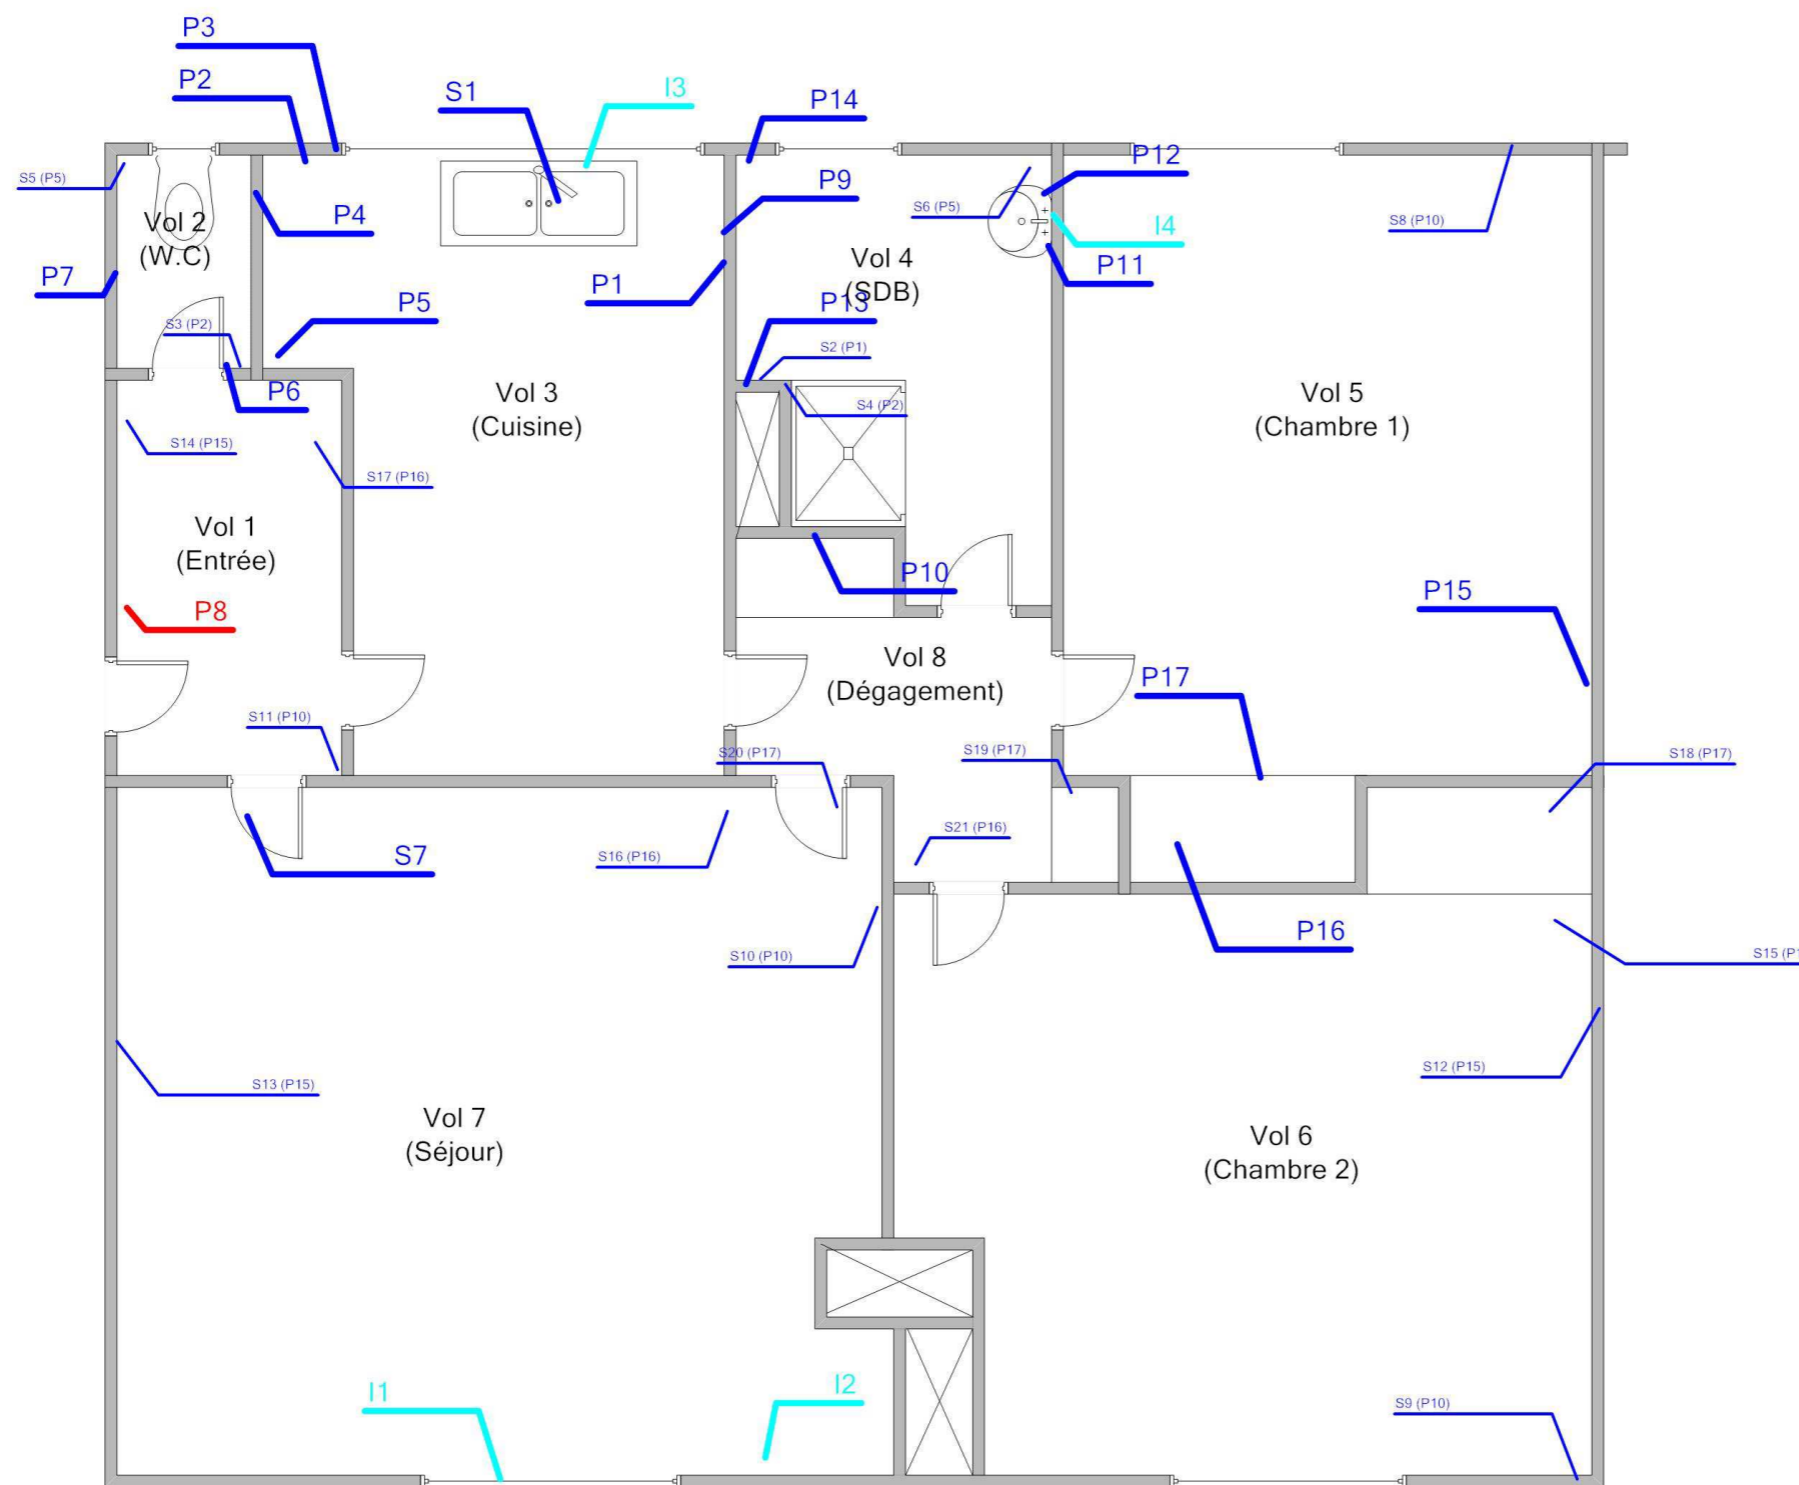 P3
P2
S1
I3
P14
P12
S5 (P5)
P9
S6 (P5)
P4
Vol 2
(W.C)
S8 (P10)
I4
P7
Vol 4
(SDB)
P11
P1
P5
P13
S3 (P2)
S2 (P1)
P6
Vol 3
(Cuisine)
S4 (P2)
Vol 5
(Chambre 1)
S14 (P15)
S17 (P16)
Vol 1
(Entrée)
P10
P8
P15
Vol 8
(Dégagement)
P17
S11 (P10)
S20 (P17)
S19 (P17)
S18 (P17)
S21 (P16)
S7
S16 (P16)
P16
S10 (P10)
S15 (P1
S12 (P15)
S13 (P15)
Vol 7
(Séjour)
Vol 6
(Chambre 2)
I1
I2
S9 (P10)